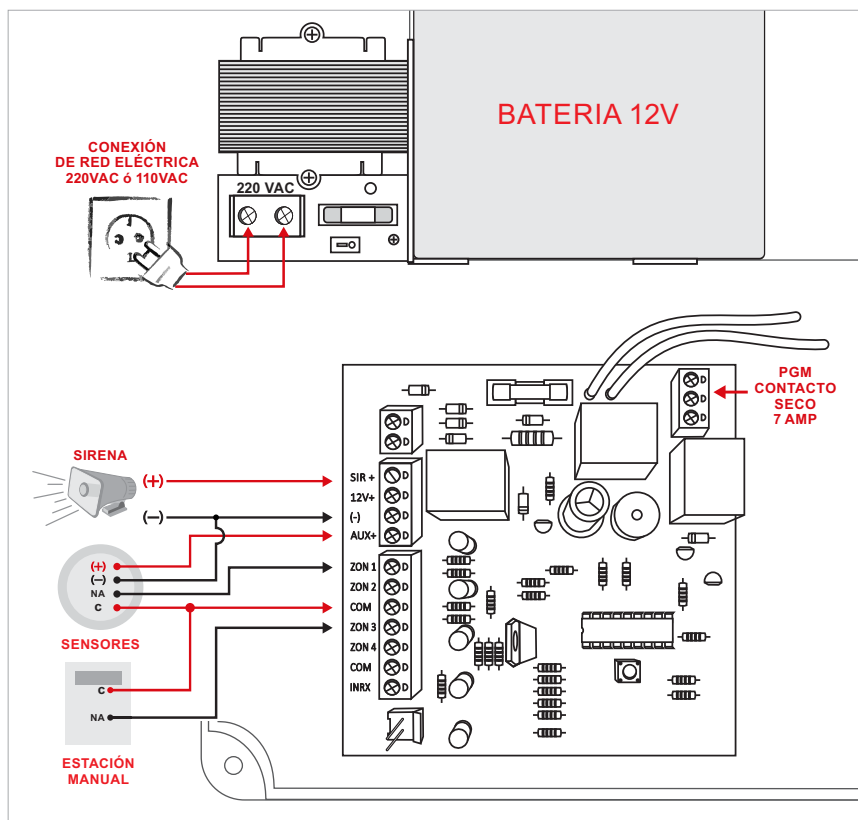 BATERIA 12V
CONEXIÓN
DE RED ELÉCTRICA
220VAC ó 110VAC
220 VAC
PGM
CONTACTO
SECO
7 AMP
SIRENA
(+)
(−)
SIR +
12V+
(-)
AUX+
ZON 1
ZON 2
COM
ZON 3
ZON 4
COM
INRX
(+)
(−)
NA
C
SENSORES
C
NA
ESTACIÓN
MANUAL